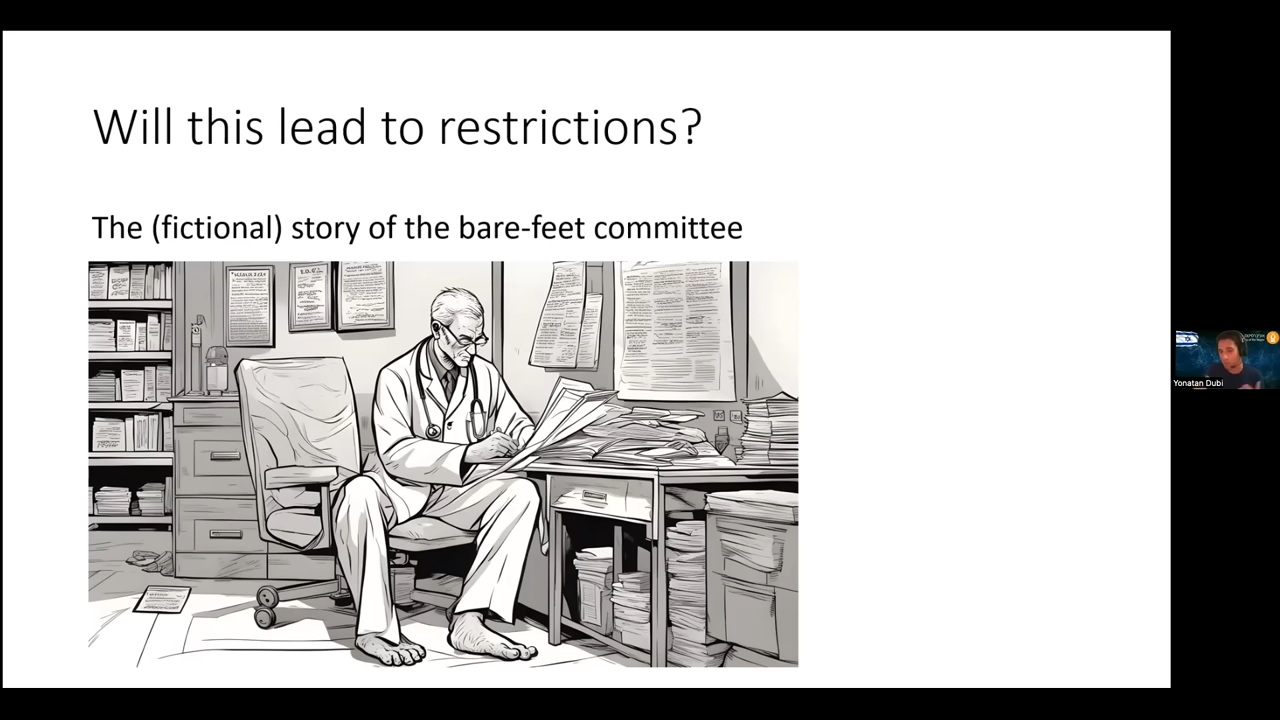 Will this lead to restrictions?
The (fictional) story of the bare-feet committee
Yonatan Dubi